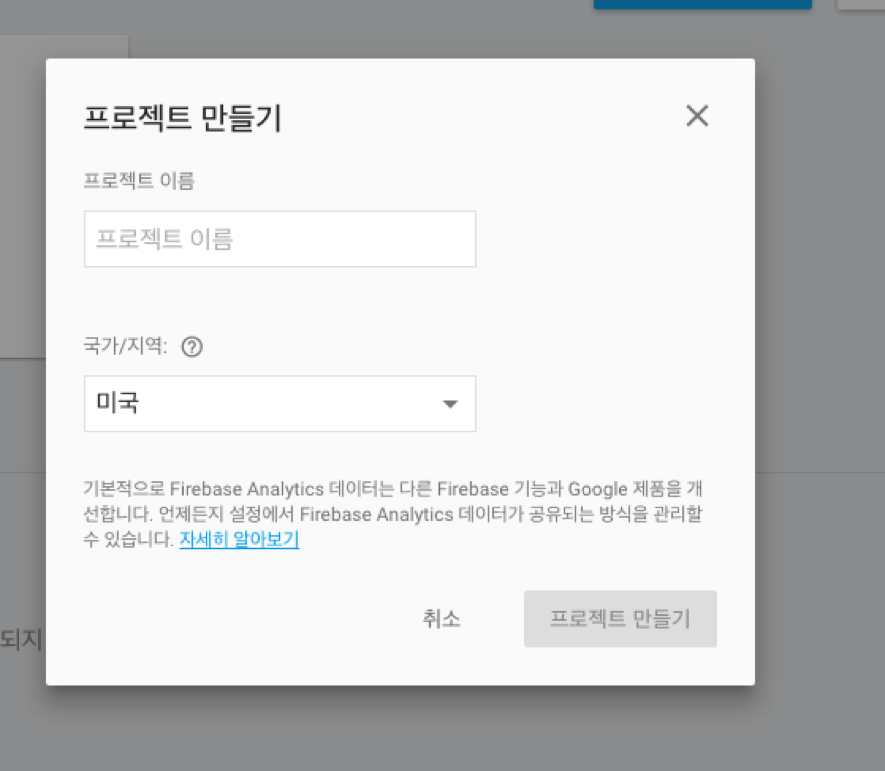 프로젝트 만들기
프로젝트 이름
프로젝트 이름
국가/지역:
미국
기본적으로 Firebase Analytics 데이터는 다른 Firebase 기능과 Google 제품을 개
선합니다. 언제든지 설정에서 Firebase Analytics 데이터가 공유되는 방식을 관리할
수 있습니다. 자세히 알아보기
되지
취소
프로젝트 만들기